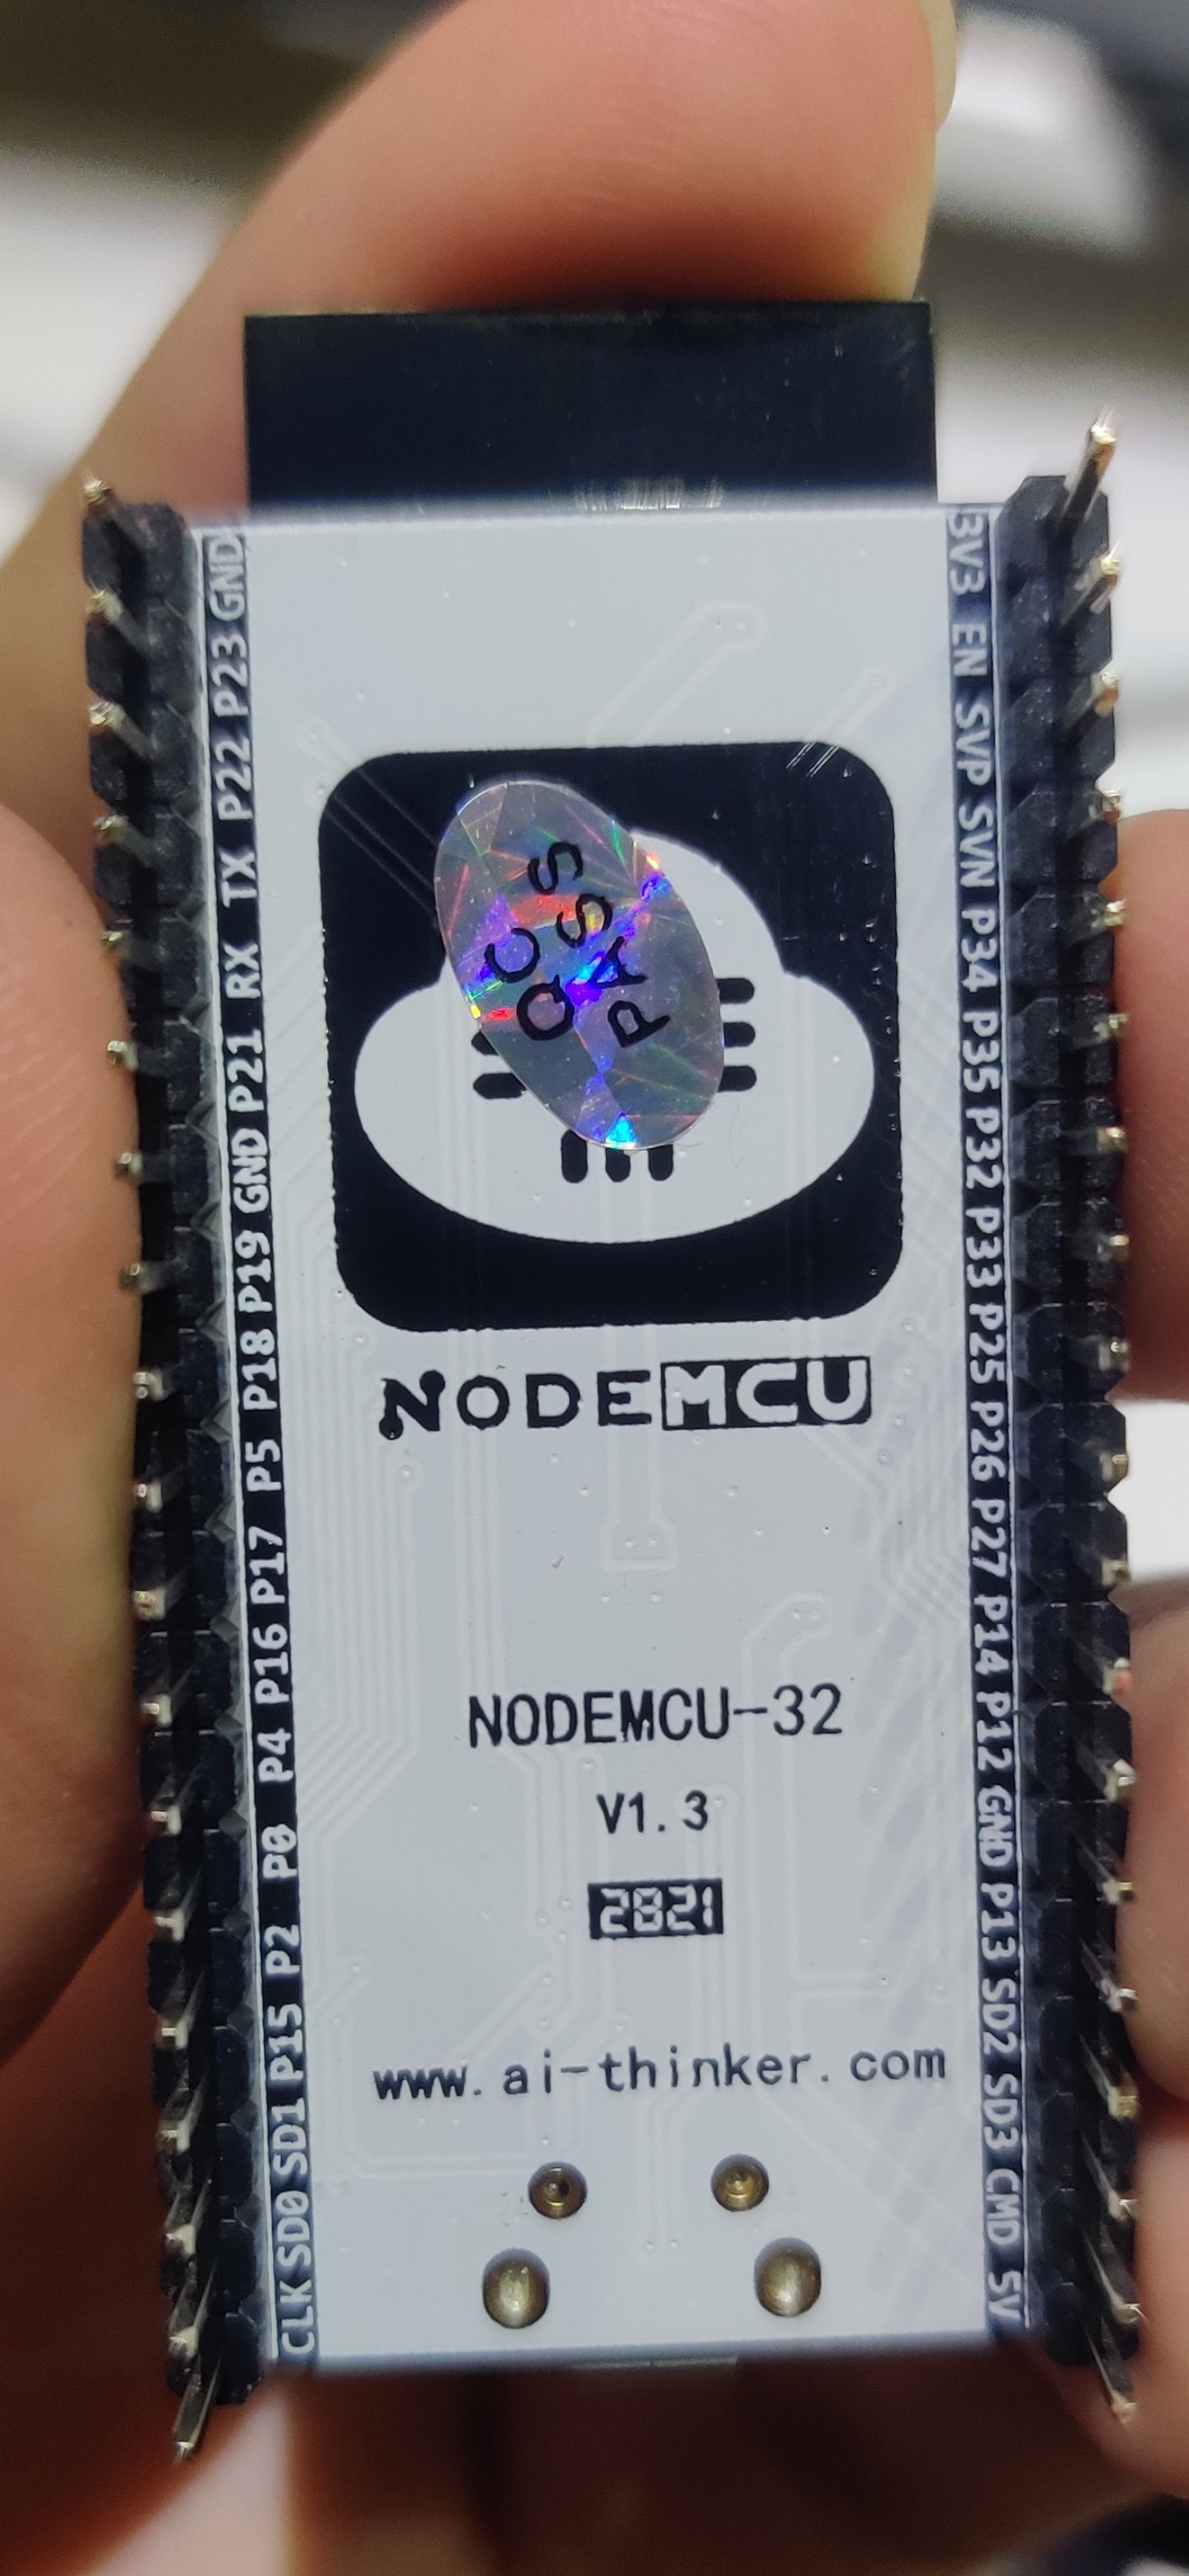 GND P23 P22 TX RX P21 GND P19 P18 P5 P17 P16 P4 P0 P2 P15 SD1 SD0 CLK
3V3 EN SVP SVN P34 P35 P32 P33 P25 P26 P27 P14 P12 GND P13 SD2 SD3 CMD 5V
QC
PASS
NODEMCU
NODEMCU-32
V1.3
2821
www.ai-thinker.com